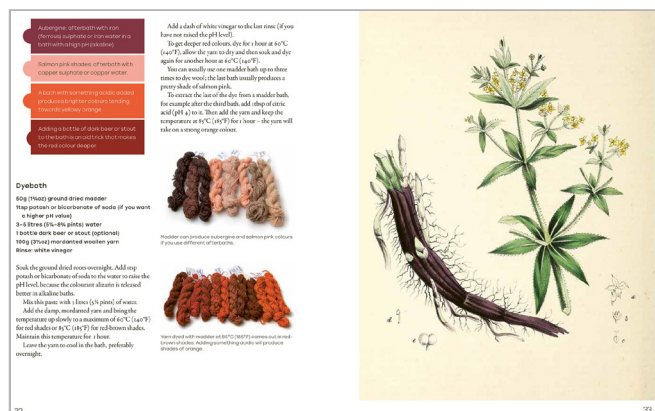 Aubergine: afterbath with iron
(ferrous) sulphate or iron water in a
bath with a high pH (alkaline).
Salmon pink shades: afterbath with
copper sulphate or copper water.
A bath with something acidic added
produces brighter colours tending
towards yellowy orange.
Adding a bottle of dark beer or stout
to the bath is an old trick that makes
the red colour deeper.
Dyebath
50g (1¾oz) ground dried madder
1tsp potash or bicarbonate of soda (if you want
a higher pH value)
3–5 litres (5¼–8¾ pints) water
1 bottle dark beer or stout (optional)
100g (3½oz) mordanted woollen yarn
Rinse: white vinegar
Soak the ground dried roots overnight. Add 1tsp
potash or bicarbonate of soda to the water to raise the
pH level, because the colourant alizarin is released
better in alkaline baths.
Mix this paste with 3 litres (5¼ pints) of water.
Add the damp, mordanted yarn and bring the
temperature up slowly to a maximum of 60°C (140°F)
for red shades or 85°C (185°F) for red-brown shades.
Maintain this temperature for 1 hour.
Leave the yarn to cool in the bath, preferably
overnight.
Add a dash of white vinegar to the last rinse (if you
have not raised the pH level).
To get deeper red colours, dye for 1 hour at 60°C
(140°F), allow the yarn to dry and then soak and dye
again for another hour at 60°C (140°F).
You can usually use one madder bath up to three
times to dye wool; the last bath usually produces a
pretty shade of salmon pink.
To extract the last of the dye from a madder bath,
for example after the third bath, add 1tbsp of citric
acid (pH 4) to it. Then add the yarn and keep the
temperature at 85°C (185°F) for 1 hour – the yarn will
take on a strong orange colour.
Madder can produce aubergine and salmon pink colours
if you use different afterbaths.
Yarn dyed with madder at 85°C (185°F) comes out in red-
brown shades. Adding something acidic will produce
shades of orange.
33